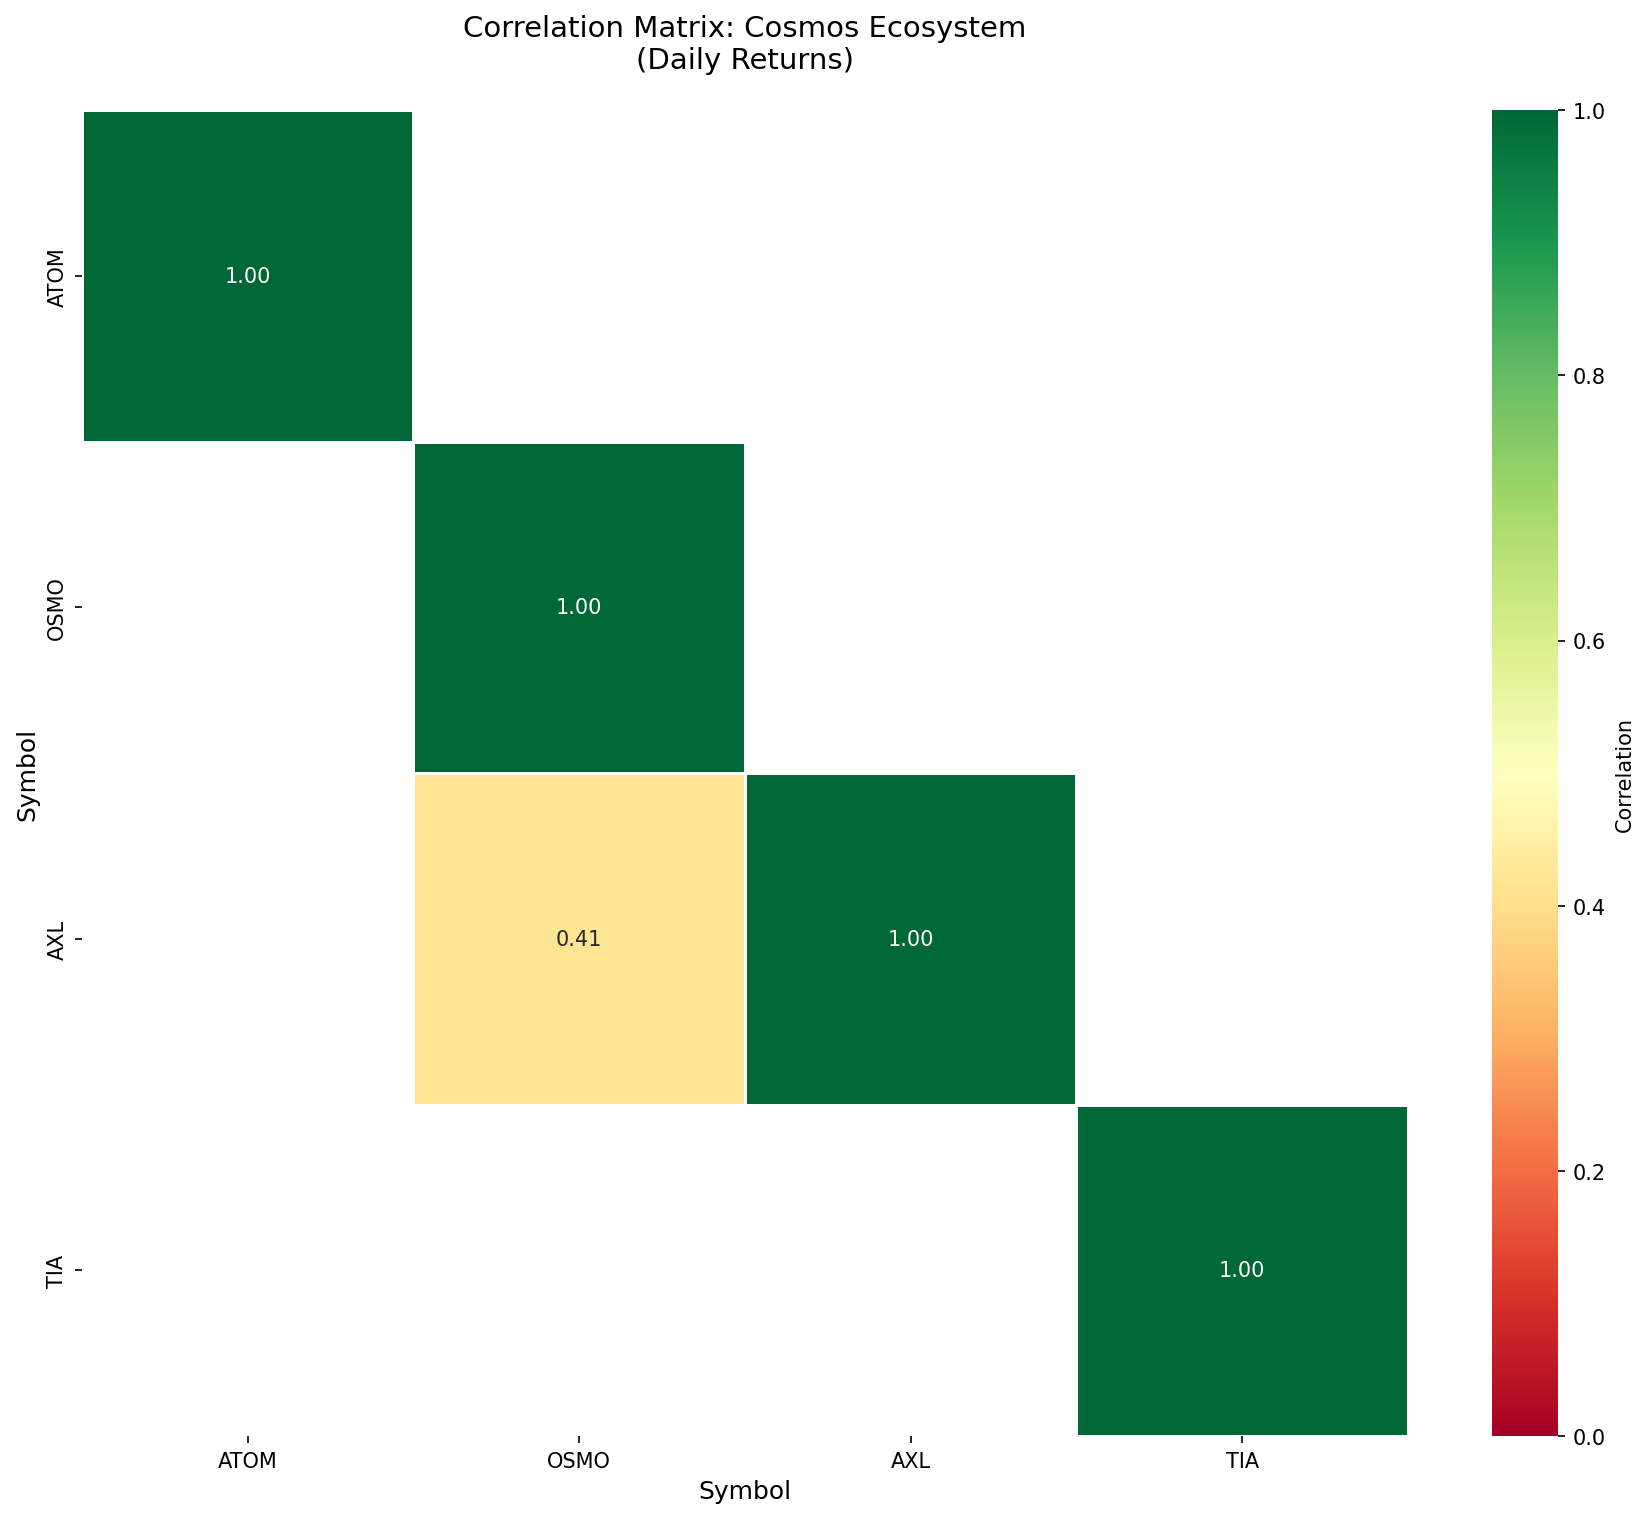 Correlation Matrix: Cosmos Ecosystem
(Daily Returns)
ATOM
1.00
OSMO
1.00
AXL
0.41
1.00
TIA
1.00
Symbol
ATOM
OSMO
AXL
TIA
Symbol
1.0
0.8
0.6
0.4
0.2
0.0
Correlation